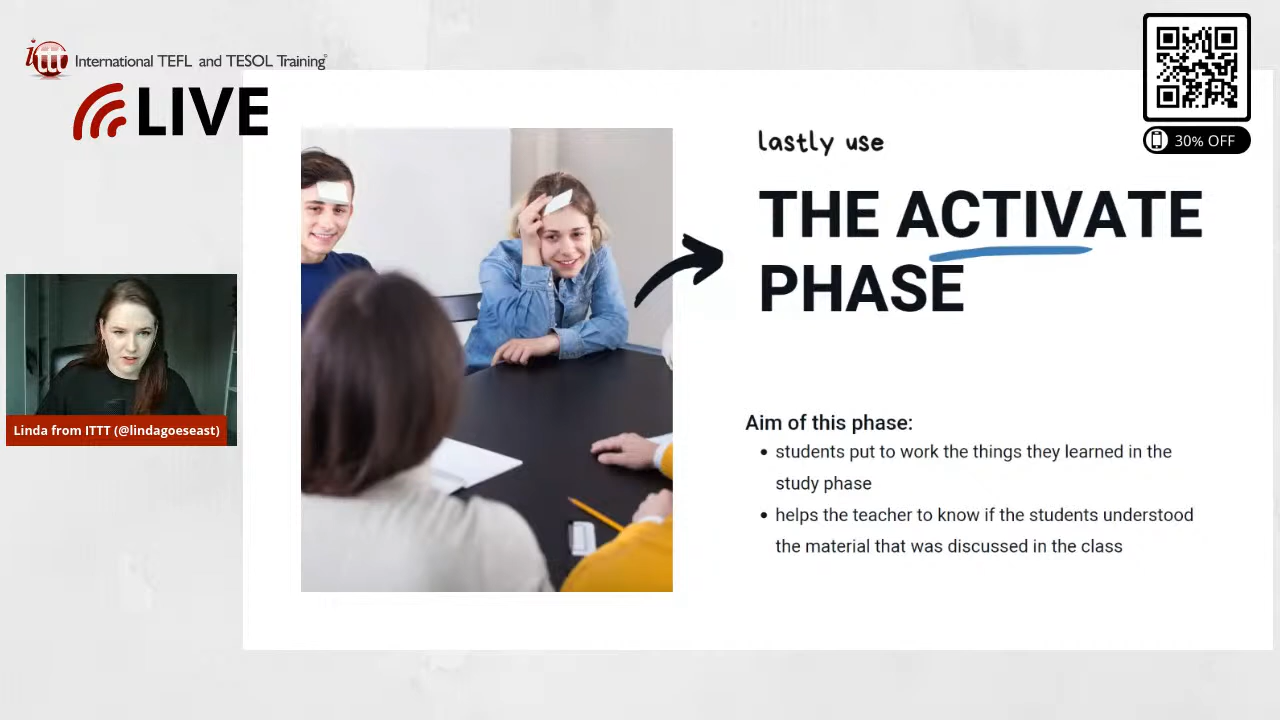 ittt International TEFL and TESOL Training
LIVE
30% OFF
lastly use
THE ACTIVATE
PHASE
Linda from ITTT (@lindagoeseast)
Aim of this phase:
• students put to work the things they learned in the
study phase
• helps the teacher to know if the students understood
the material that was discussed in the class